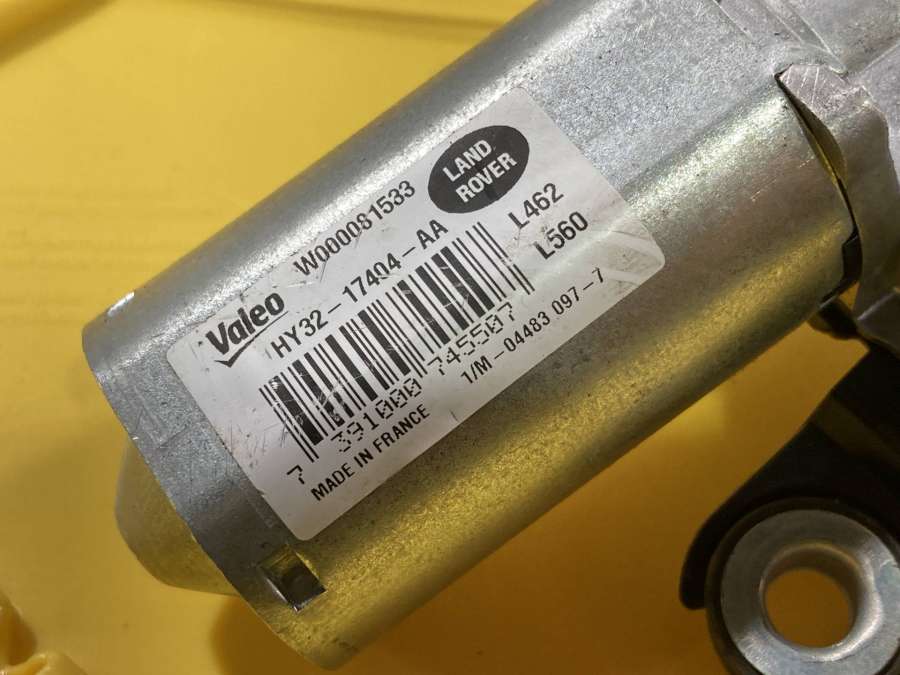 LAND
ROVER
W000081533
Valeo
HY32-17404-AA
L462
L560
7 391000 745507
1/M-04483 097-7
MADE IN FRANCE